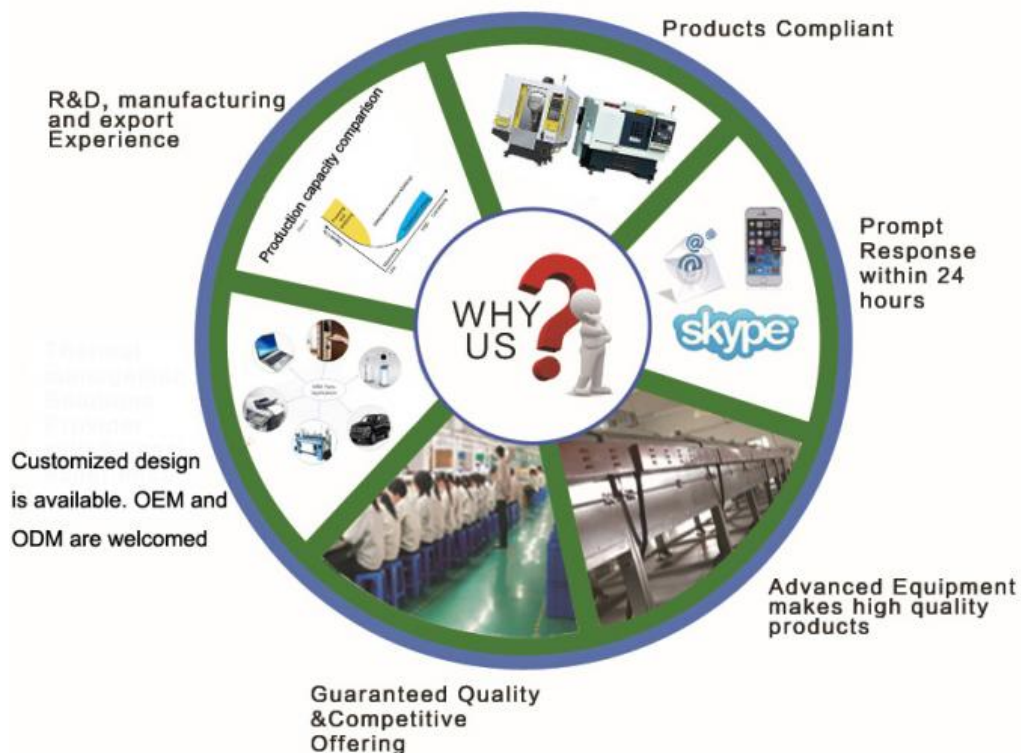 Products Compliant
R&D, manufacturing
and export
Experience
Production capacity comparison
Prompt
Response
within 24
hours
skype
WHY
US
Customized design
is available. OEM and
ODM are welcomed
Advanced Equipment
makes high quality
products
Guaranteed Quality
&Competitive
Offering